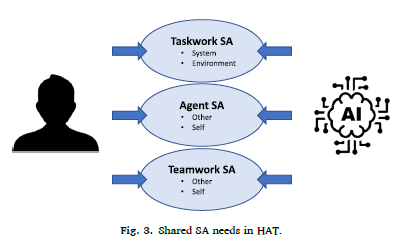 Taskwork SA
• System
• Environment
Agent SA
• Other
• Self
AI
Teamwork SA
• Other
• Self
Fig. 3. Shared SA needs in HAT.